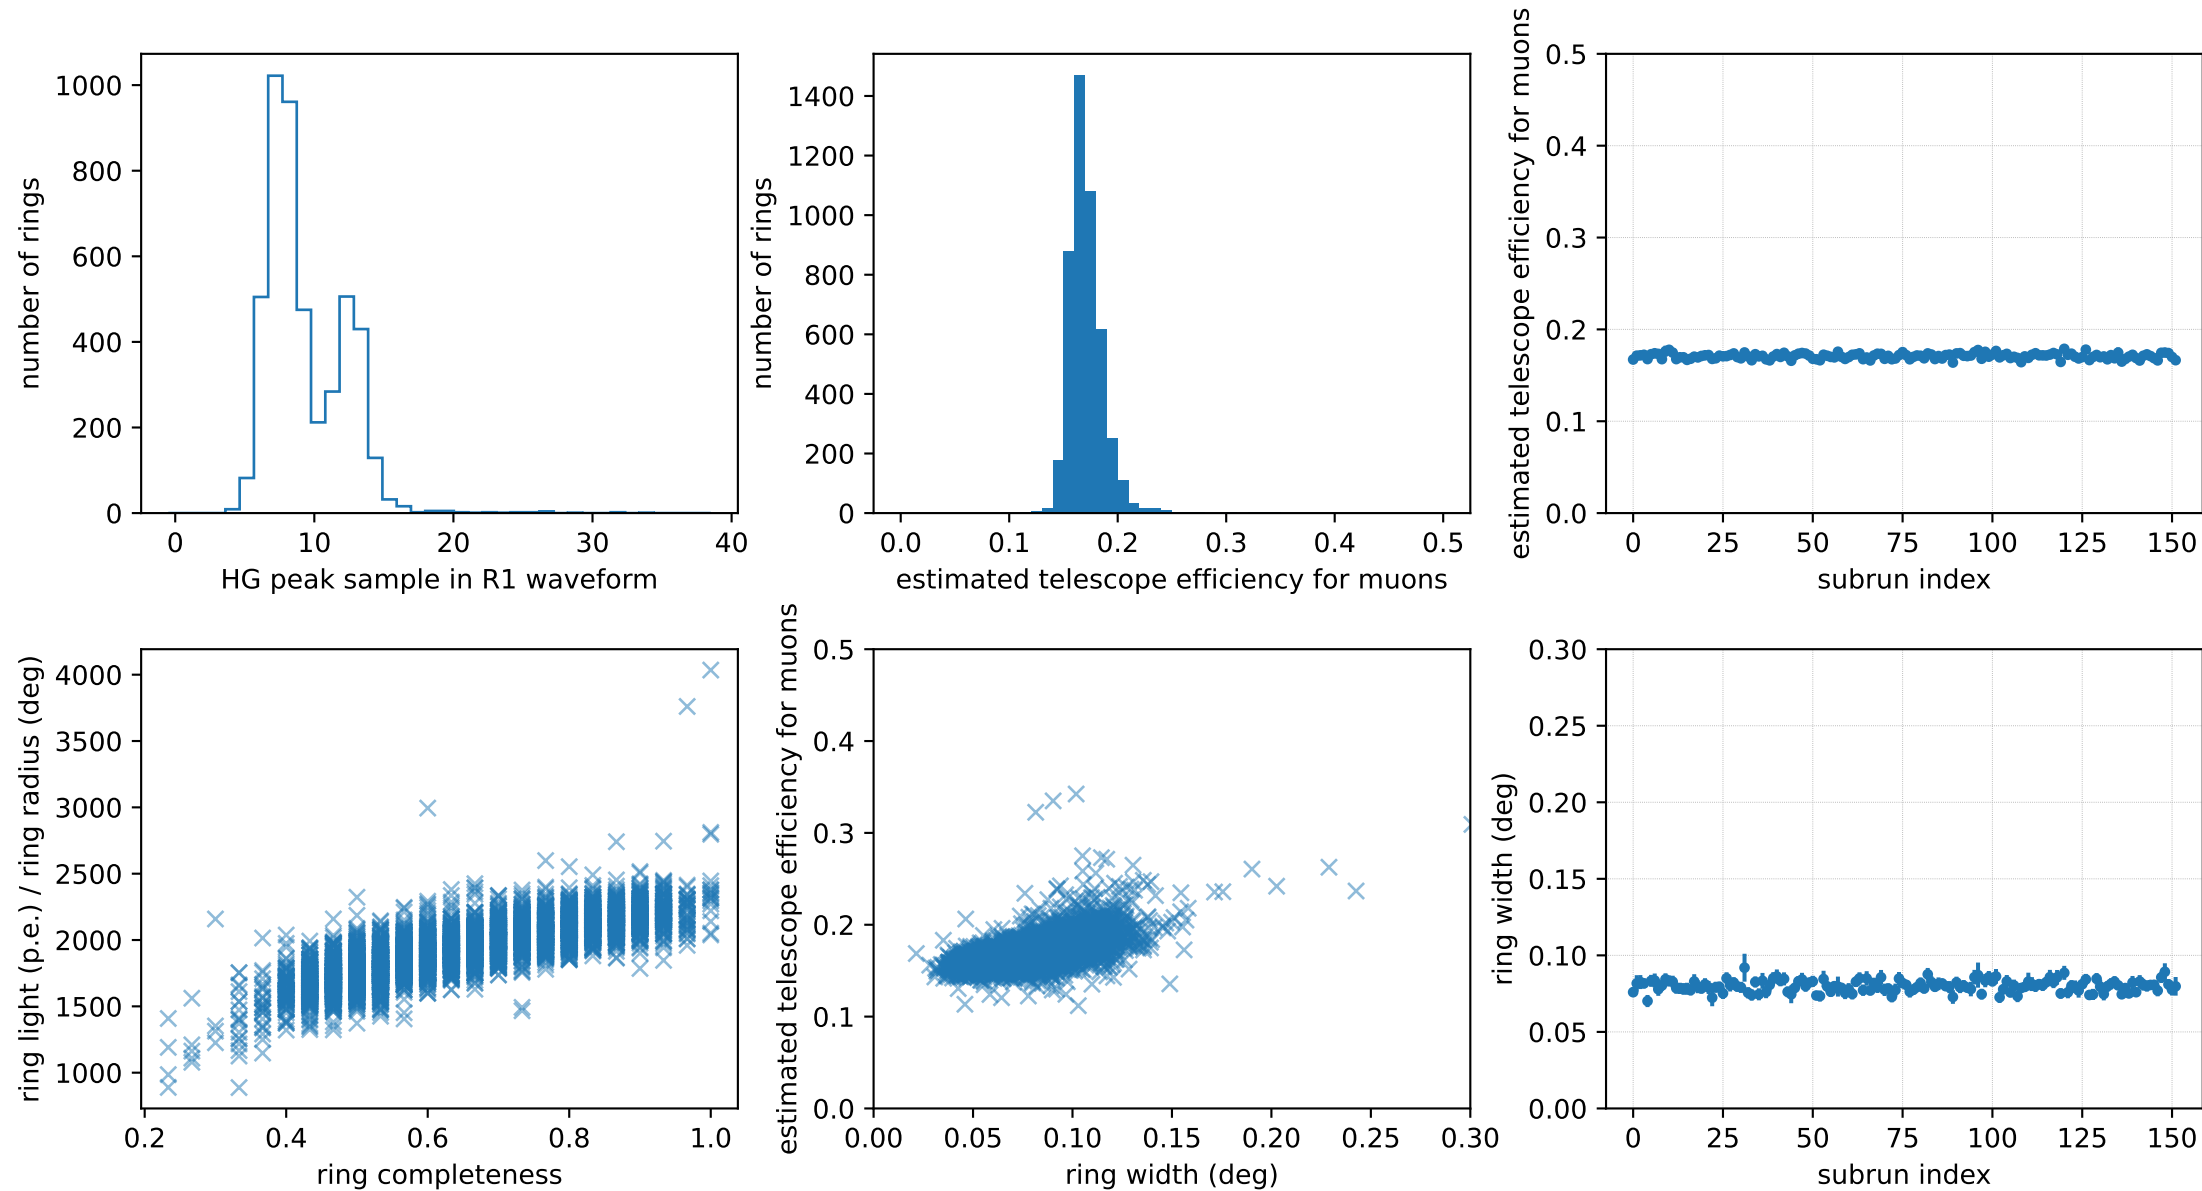 number of rings
1000
800
600
400
200
0
0 10 20 30 40
HG peak sample in R1 waveform
number of rings
1400
1200
1000
800
600
400
200
0
0.0 0.1 0.2 0.3 0.4 0.5
estimated telescope efficiency for muons
estimated telescope efficiency for muons
0.5
0.4
0.3
0.2
0.1
0.0
0 25 50 75 100 125 150
subrun index
ring light (p.e.) / ring radius (deg)
4000
3500
3000
2500
2000
1500
1000
0.2 0.4 0.6 0.8 1.0
ring completeness
estimated telescope efficiency for muons
0.5
0.4
0.3
0.2
0.1
0.0
0.00 0.05 0.10 0.15 0.20 0.25 0.30
ring width (deg)
ring width (deg)
0.30
0.25
0.20
0.15
0.10
0.05
0.00
0 25 50 75 100 125 150
subrun index